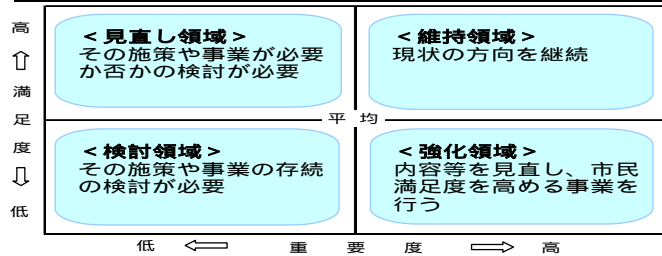 高
⇧
満
足
度
⇩
低
<見直し領域>
その施策や事業が必要
か否かの検討が必要
<維持領域>
現状の方向を継続
平 均
<検討領域>
その施策や事業の存続
の検討が必要
<強化領域>
内容等を見直し、市民
満足度を高める事業を
行う
低 ⇦ 重 要 度 ⇨ 高